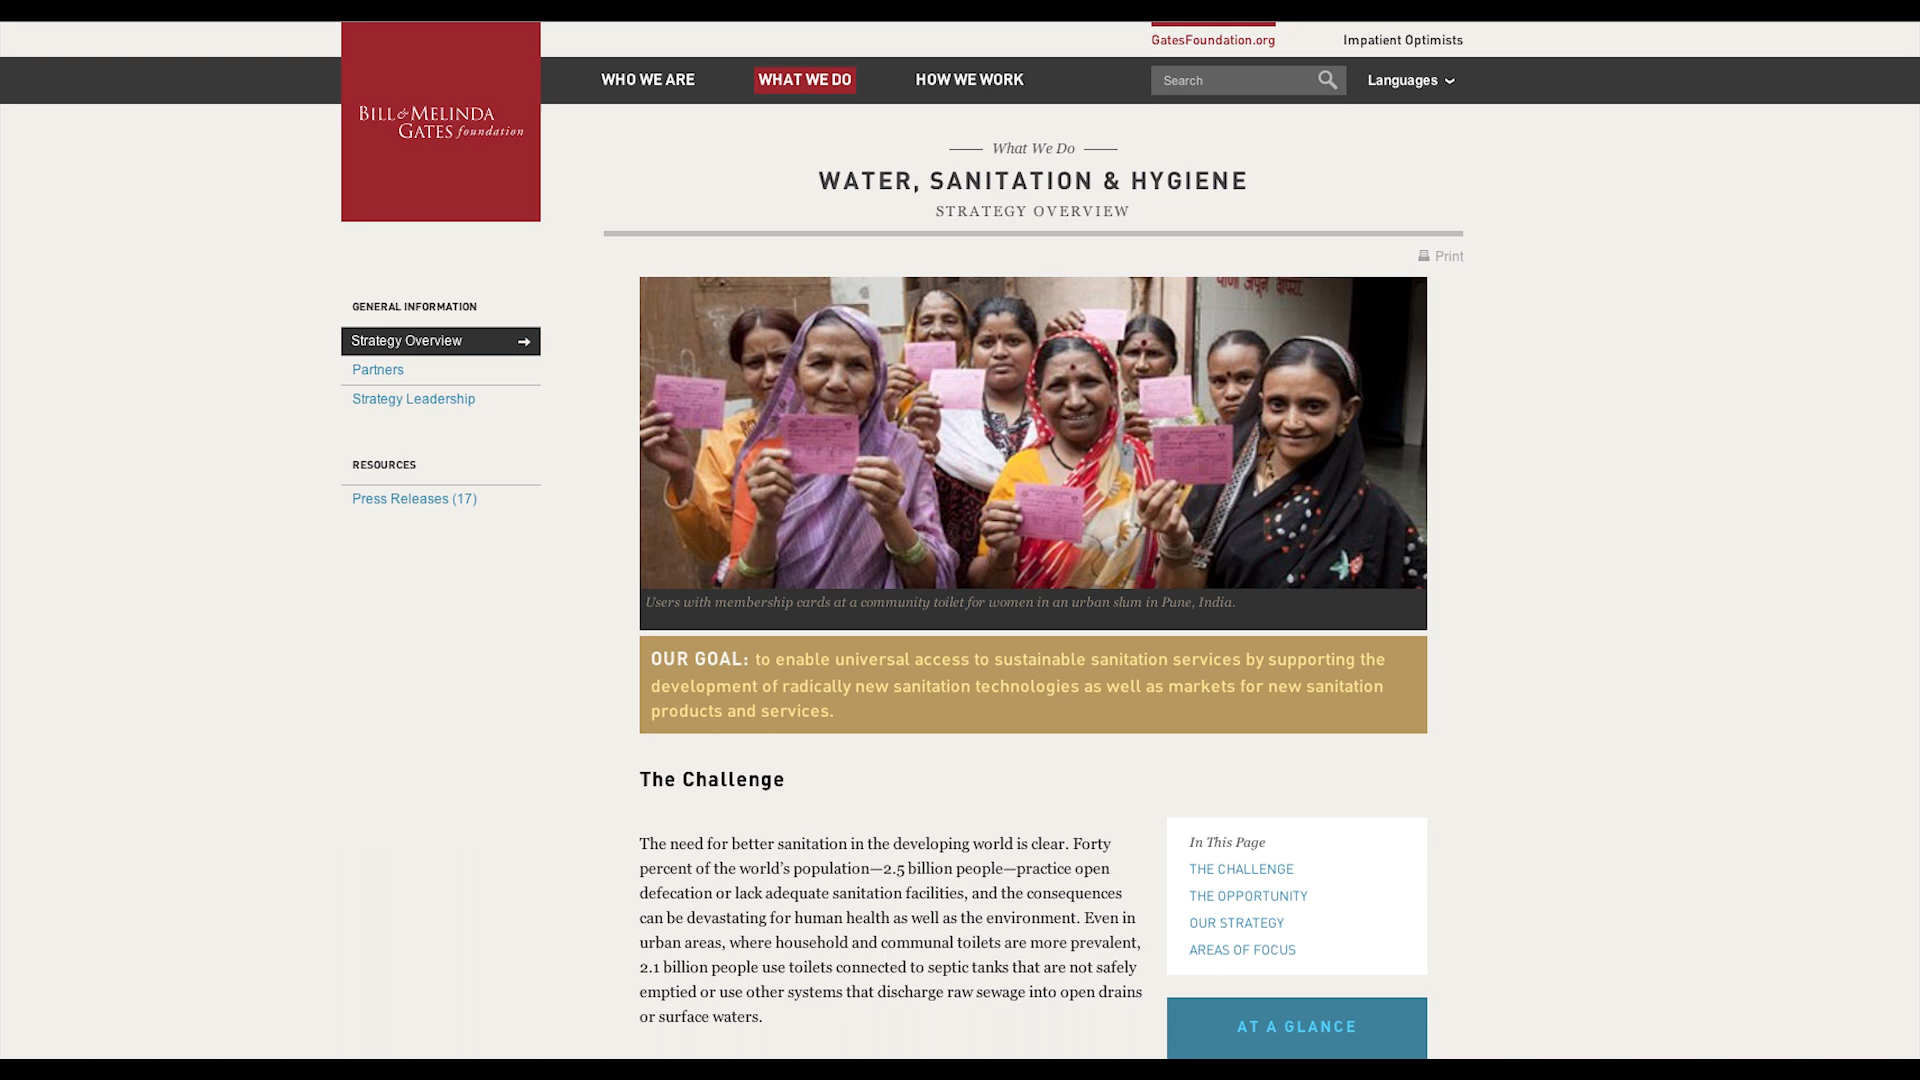 GatesFoundation.org
Impatient Optimists
BILL & MELINDA
GATES foundation
WHO WE ARE
WHAT WE DO
HOW WE WORK
Search
Languages
What We Do
WATER, SANITATION & HYGIENE
STRATEGY OVERVIEW
Print
GENERAL INFORMATION
Strategy Overview
Partners
Strategy Leadership
RESOURCES
Press Releases (17)
Users with membership cards at a community toilet for women in an urban slum in Pune, India.
OUR GOAL: to enable universal access to sustainable sanitation services by supporting the
development of radically new sanitation technologies as well as markets for new sanitation
products and services.
The Challenge
The need for better sanitation in the developing world is clear. Forty
percent of the world’s population—2.5 billion people—practice open
defecation or lack adequate sanitation facilities, and the consequences
can be devastating for human health as well as the environment. Even in
urban areas, where household and communal toilets are more prevalent,
2.1 billion people use toilets connected to septic tanks that are not safely
emptied or use other systems that discharge raw sewage into open drains
or surface waters.
In This Page
THE CHALLENGE
THE OPPORTUNITY
OUR STRATEGY
AREAS OF FOCUS
AT A GLANCE